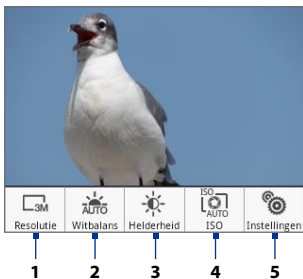 3M
AUTO
ISO
AUTO
Resolutie
Witbalans
Helderheid
ISO
Instellingen
1
2
3
4
5